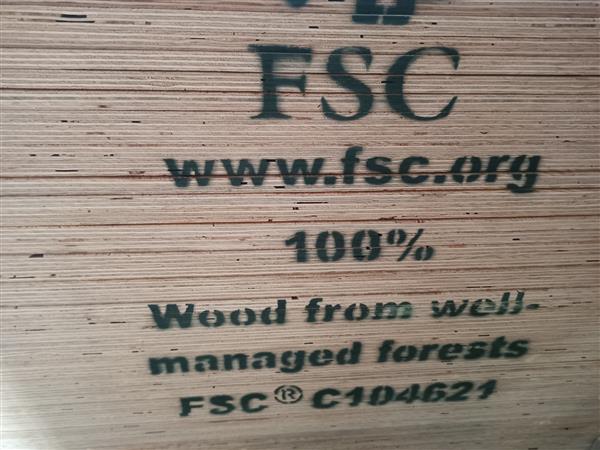 FSC
www.fsc.org
100%
Wood from well-
managed forests
FSC® C104621